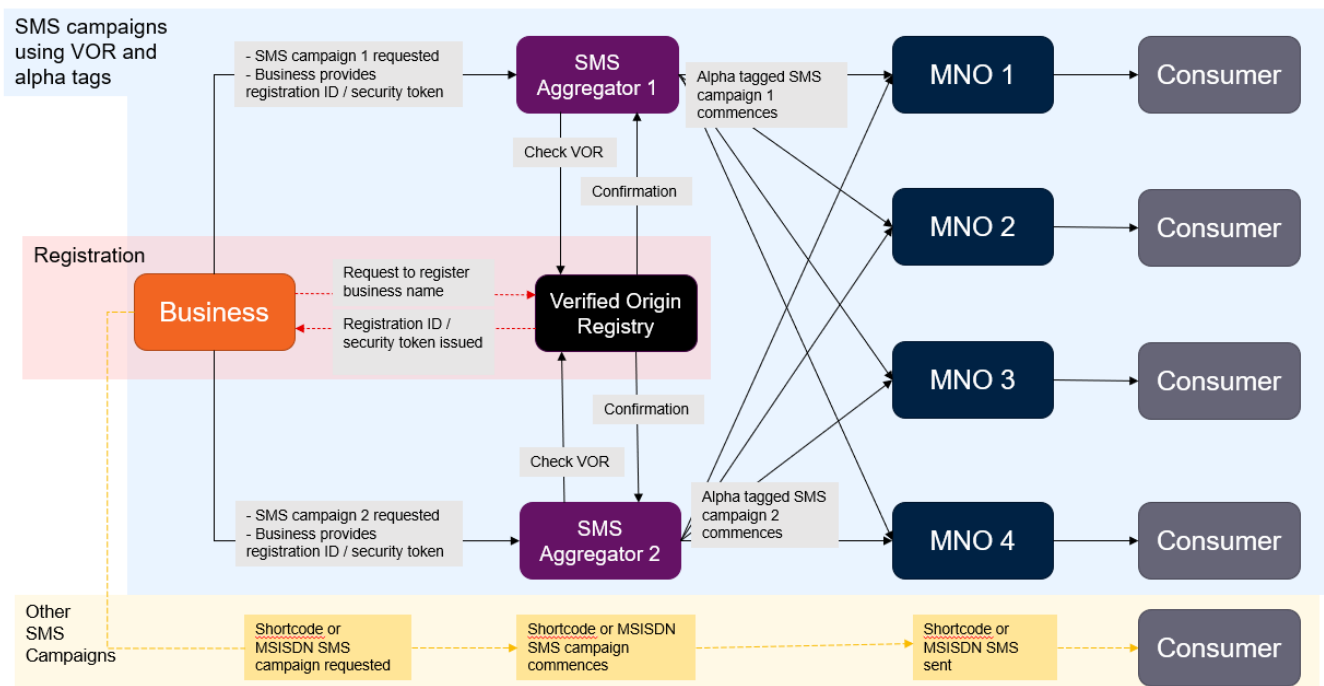 SMS campaigns
using VOR and
alpha tags
- SMS campaign 1 requested
- Business provides
registration ID / security token
SMS
Aggregator 1
Alpha tagged SMS
campaign 1
commences
MNO 1
Consumer
Check VOR
Confirmation
MNO 2
Consumer
Registration
Business
Request to register
business name
Registration ID /
security token issued
Verified Origin
Registry
MNO 3
Consumer
Confirmation
Check VOR
- SMS campaign 2 requested
- Business provides
registration ID / security token
SMS
Aggregator 2
Alpha tagged SMS
campaign 2
commences
MNO 4
Consumer
Other
SMS
Campaigns
Shortcode or
MSISDN SMS
campaign requested
Shortcode or MSISDN
SMS campaign
commences
Shortcode or
MSISDN SMS
sent
Consumer